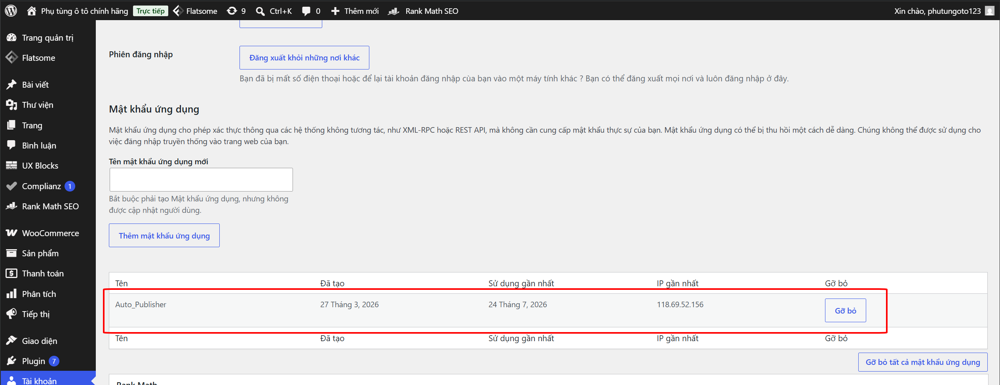 Phụ tùng ô tô chính hãng Trực tiếp Flatsome 9 Ctrl+K 0 Thêm mới Rank Math SEO Xin chào, phutungoto123
Trang quản trị
Flatsome
Bài viết
Thư viện
Trang
Bình luận
UX Blocks
Complianz 1
Rank Math SEO
WooCommerce
Sản phẩm
Thanh toán
Phân tích
Tiếp thị
Giao diện
Plugin 7
Tài khoản
Phiên đăng nhập
Đăng xuất khỏi những nơi khác
Bạn đã bị mất số điện thoại hoặc để lại tài khoản đăng nhập của bạn vào một máy tính khác ? Bạn có thể đăng xuất mọi nơi và luôn đăng nhập ở đây.
Mật khẩu ứng dụng
Mật khẩu ứng dụng cho phép xác thực thông qua các hệ thống không tương tác, như XML-RPC hoặc REST API, mà không cần cung cấp mật khẩu thực sự của bạn. Mật khẩu ứng dụng có thể bị thu hồi một cách dễ dàng. Chúng không thể được sử dụng cho
việc đăng nhập truyền thống vào trang web của bạn.
Tên mật khẩu ứng dụng mới
Bắt buộc phải tạo Mật khẩu ứng dụng, nhưng không
được cập nhật người dùng.
Thêm mật khẩu ứng dụng
Tên Đã tạo Sử dụng gần nhất IP gần nhất Gỡ bỏ
Auto_Publisher 27 Tháng 3, 2026 24 Tháng 7, 2026 118.69.52.156 Gỡ bỏ
Tên Đã tạo Sử dụng gần nhất IP gần nhất Gỡ bỏ
Gỡ bỏ tất cả mật khẩu ứng dụng
Rank Math